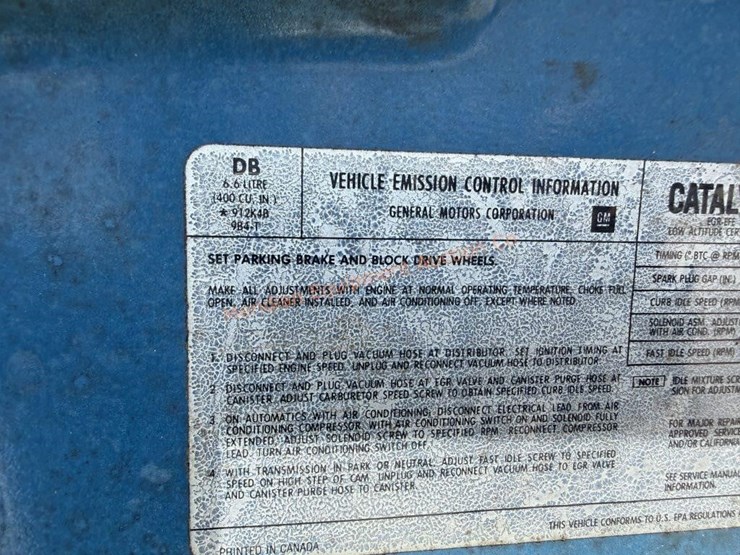 DB
6.6 LITRE
(400 CU. IN.)
★ 912K4B
9B4-T
VEHICLE EMISSION CONTROL INFORMATION
GENERAL MOTORS CORPORATION
GM
CATAL
EGR-EFE
LOW ALTITUDE CER
SET PARKING BRAKE AND BLOCK DRIVE WHEELS.
MAKE ALL ADJUSTMENTS WITH ENGINE AT NORMAL OPERATING TEMPERATURE, CHOKE FULL
OPEN, AIR CLEANER INSTALLED, AND AIR CONDITIONING OFF, EXCEPT WHERE NOTED.
1. DISCONNECT AND PLUG VACUUM HOSE AT DISTRIBUTOR. SET IGNITION TIMING AT
SPECIFIED ENGINE SPEED. UNPLUG AND RECONNECT VACUUM HOSE TO DISTRIBUTOR.
2. DISCONNECT AND PLUG VACUUM HOSE AT EGR VALVE AND CANISTER PURGE HOSE AT
CANISTER. ADJUST CARBURETOR SPEED SCREW TO OBTAIN SPECIFIED CURB IDLE SPEED.
3. ON AUTOMATICS WITH AIR CONDITIONING, DISCONNECT ELECTRICAL LEAD FROM AIR
CONDITIONING COMPRESSOR. WITH AIR CONDITIONING SWITCH ON AND SOLENOID FULLY
EXTENDED, ADJUST SOLENOID SCREW TO SPECIFIED RPM. RECONNECT COMPRESSOR
LEAD. TURN AIR CONDITIONING SWITCH OFF.
4. WITH TRANSMISSION IN PARK OR NEUTRAL, ADJUST FAST IDLE SCREW TO SPECIFIED
SPEED ON HIGH STEP OF CAM. UNPLUG AND RECONNECT VACUUM HOSE TO EGR VALVE
AND CANISTER PURGE HOSE TO CANISTER.
TIMING (° BTC @ RPM
SPARK PLUG GAP (IN.)
CURB IDLE SPEED (RPM
SOLENOID ASM. ADJUST
WITH AIR COND. (RPM)
FAST IDLE SPEED (RPM)
NOTE IDLE MIXTURE SCR
SION FOR ADJUSTM
FOR MAJOR REPAIR
APPROVED SERVICE
AND/OR CALIFORNIA
SEE SERVICE MANUAL
INFORMATION.
THIS VEHICLE CONFORMS TO U.S. EPA REGULATIONS
PRINTED IN CANADA